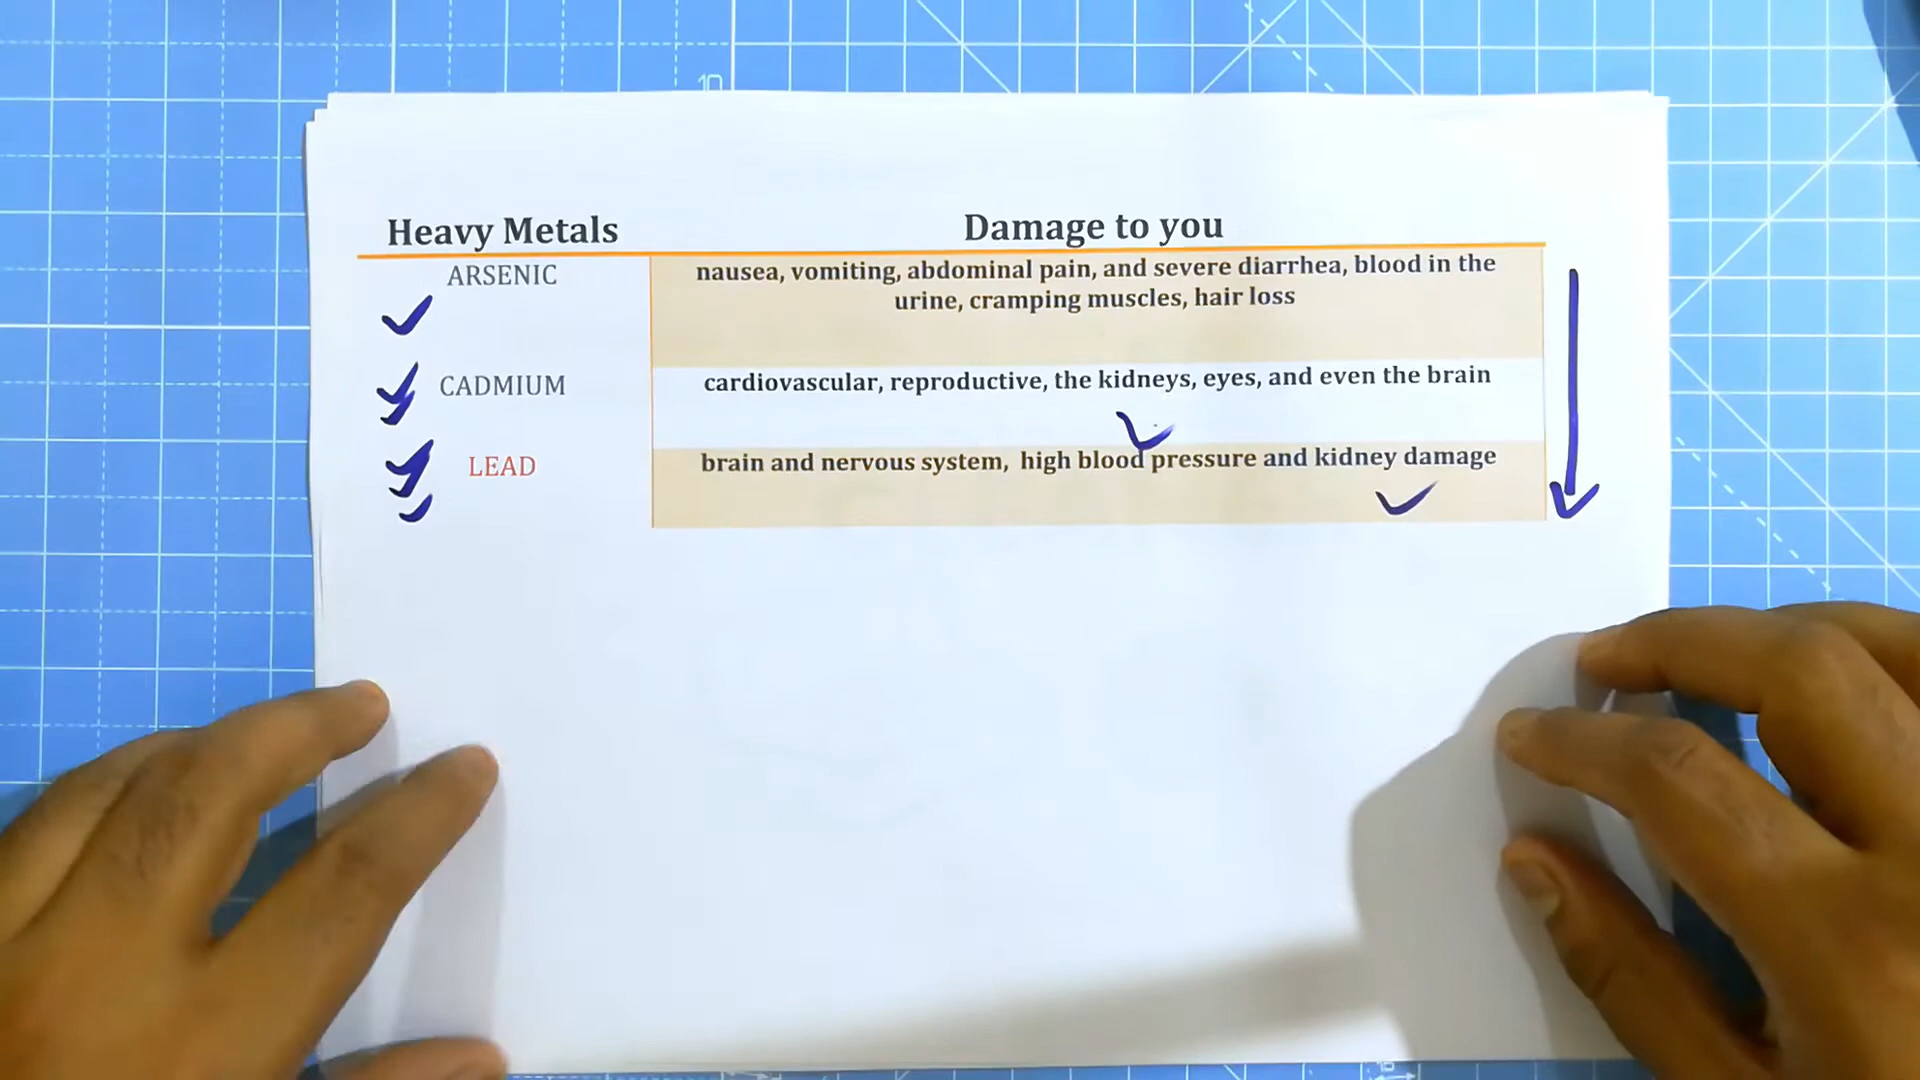 10
Heavy Metals
Damage to you
ARSENIC
nausea, vomiting, abdominal pain, and severe diarrhea, blood in the
urine, cramping muscles, hair loss
CADMIUM
cardiovascular, reproductive, the kidneys, eyes, and even the brain
LEAD
brain and nervous system, high blood pressure and kidney damage